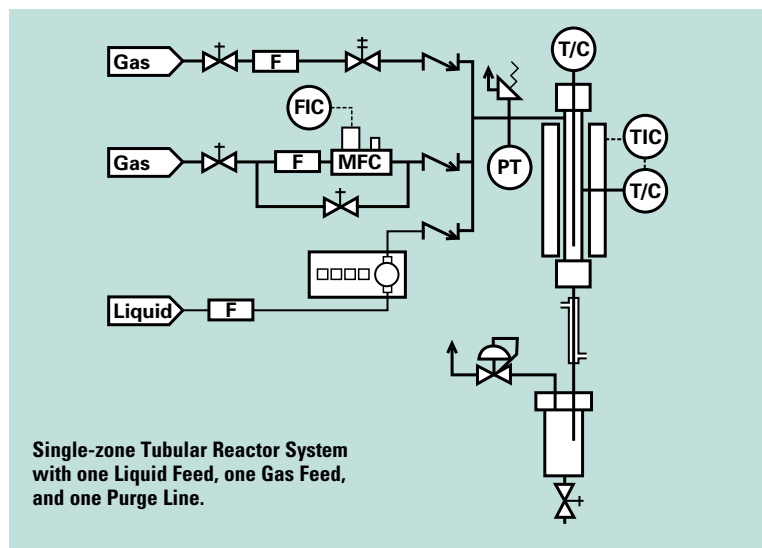 T/C
Gas
F
FIC
TIC
Gas
F
MFC
PT
T/C
Liquid
F
Single-zone Tubular Reactor System
with one Liquid Feed, one Gas Feed,
and one Purge Line.